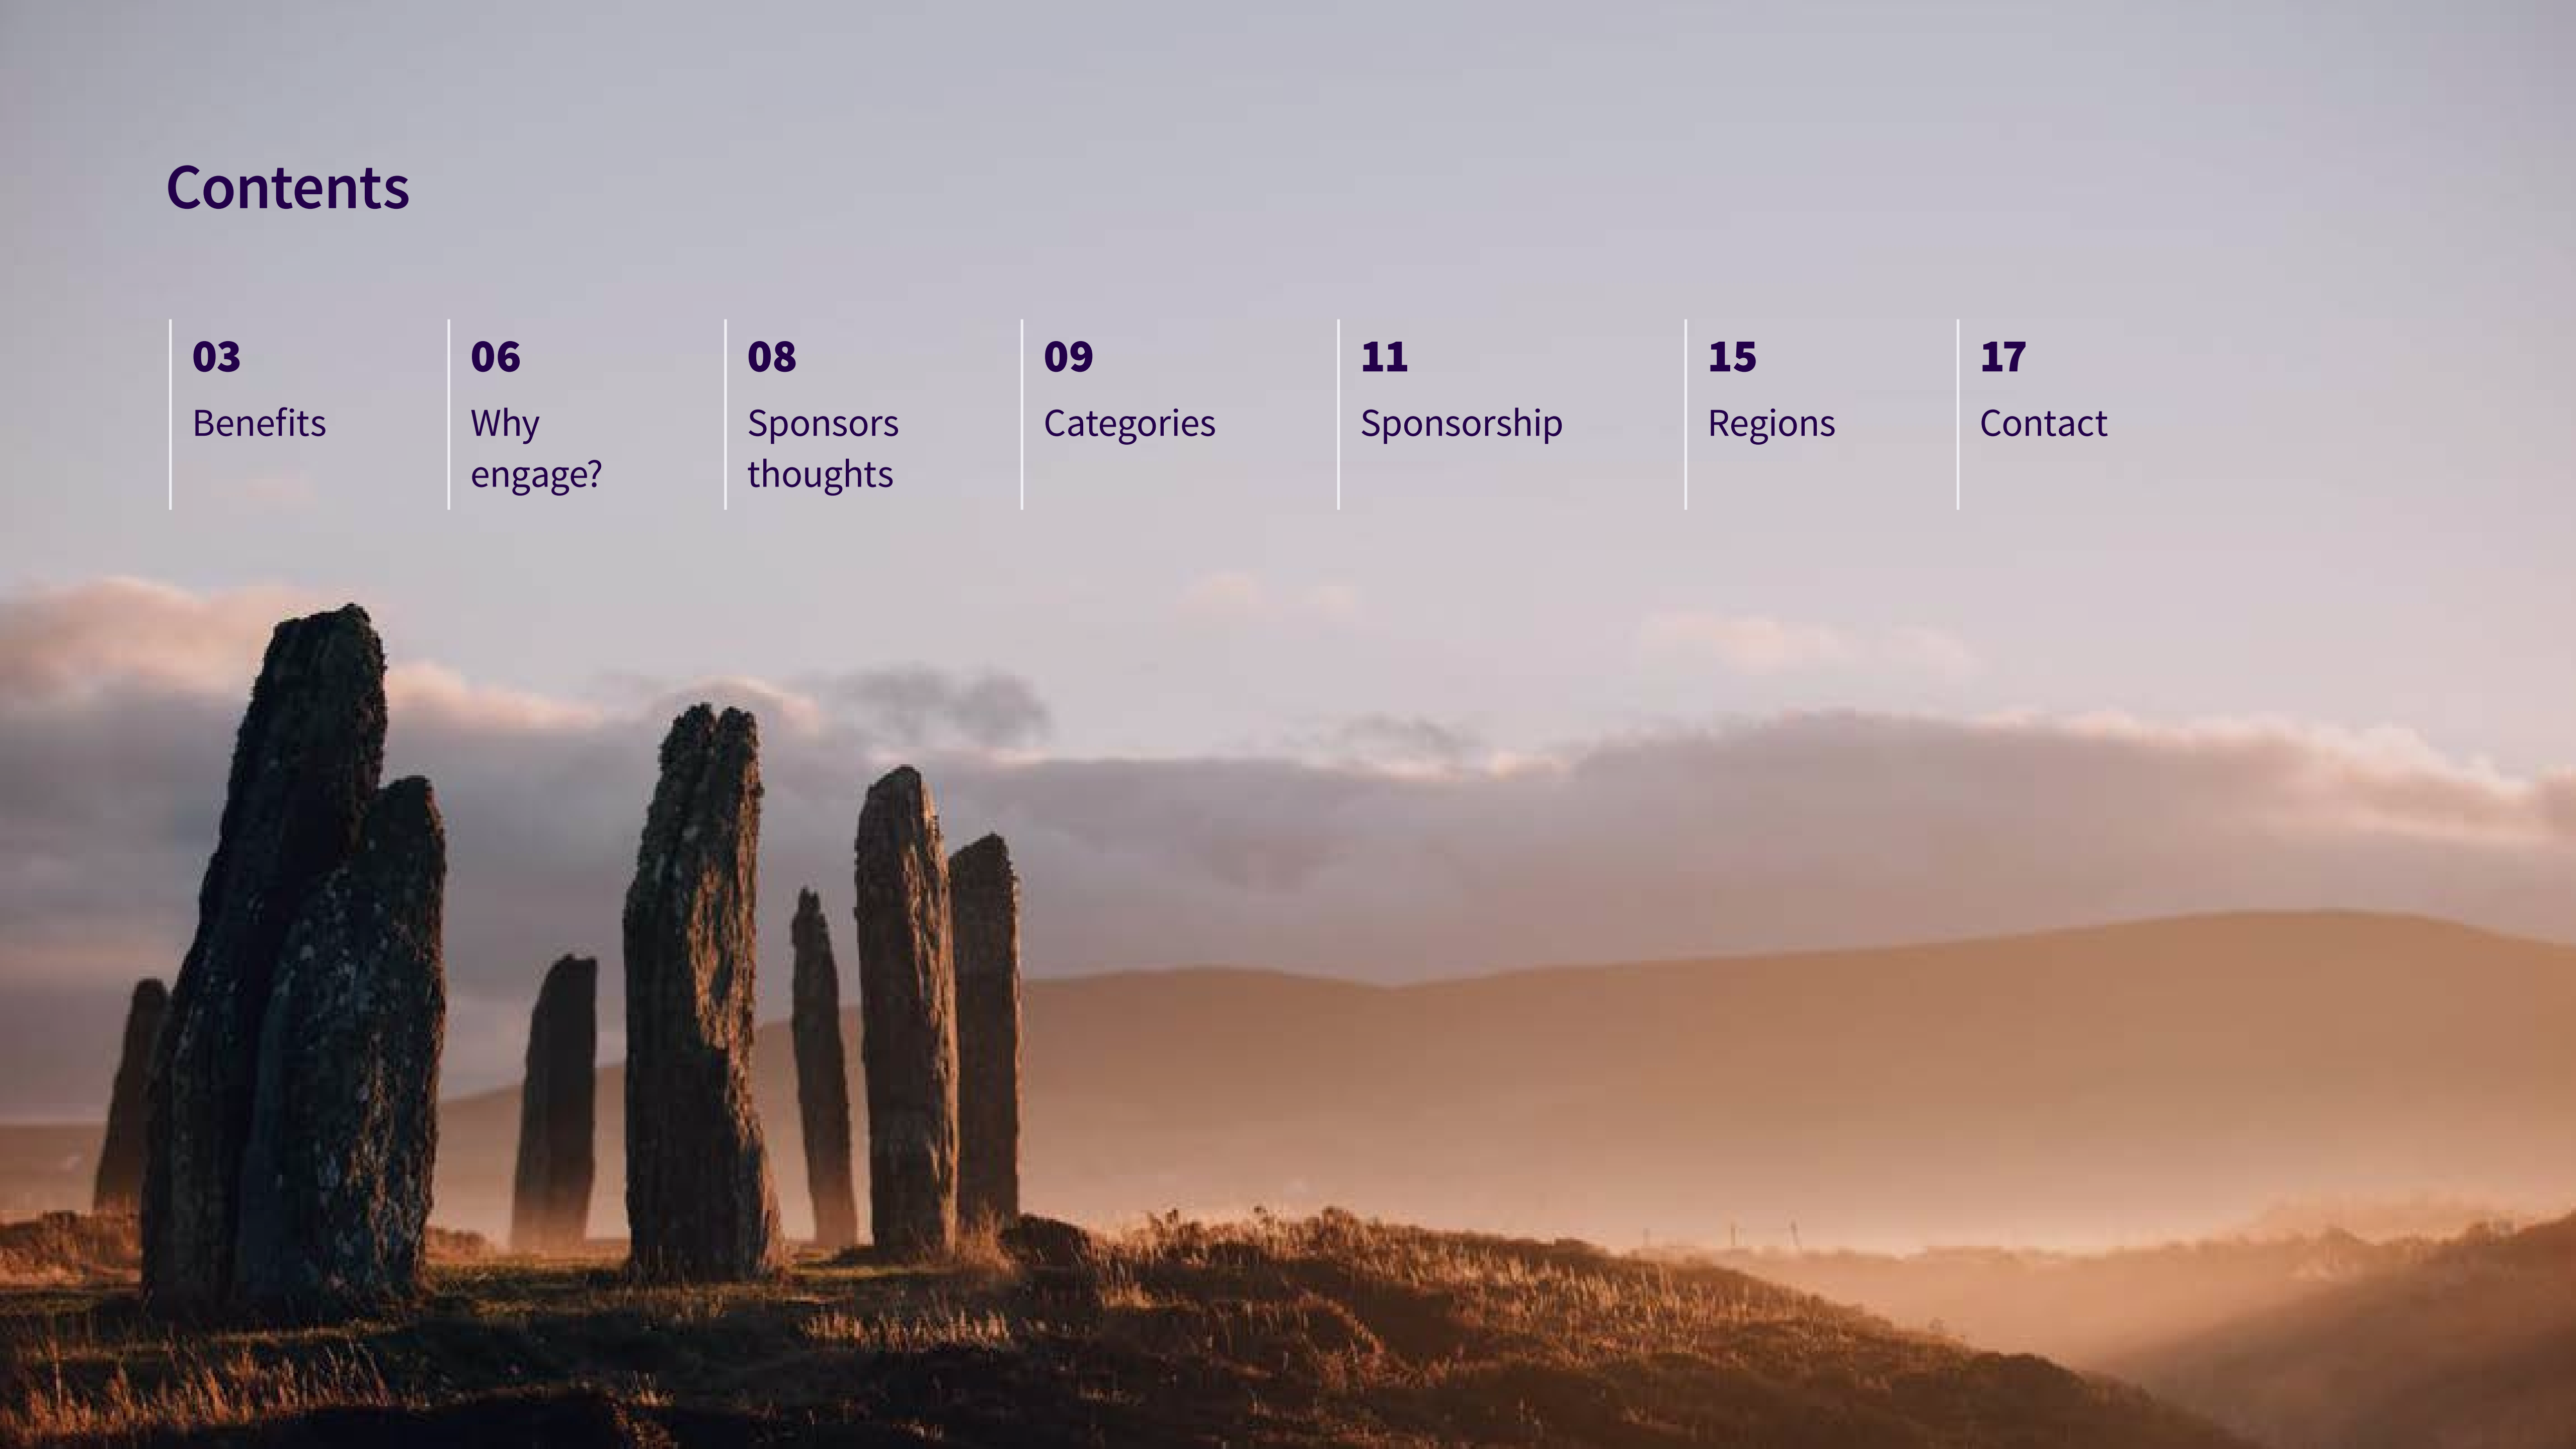 Contents
03
Benefits
06
Why
engage?
08
Sponsors
thoughts
09
Categories
11
Sponsorship
15
Regions
17
Contact